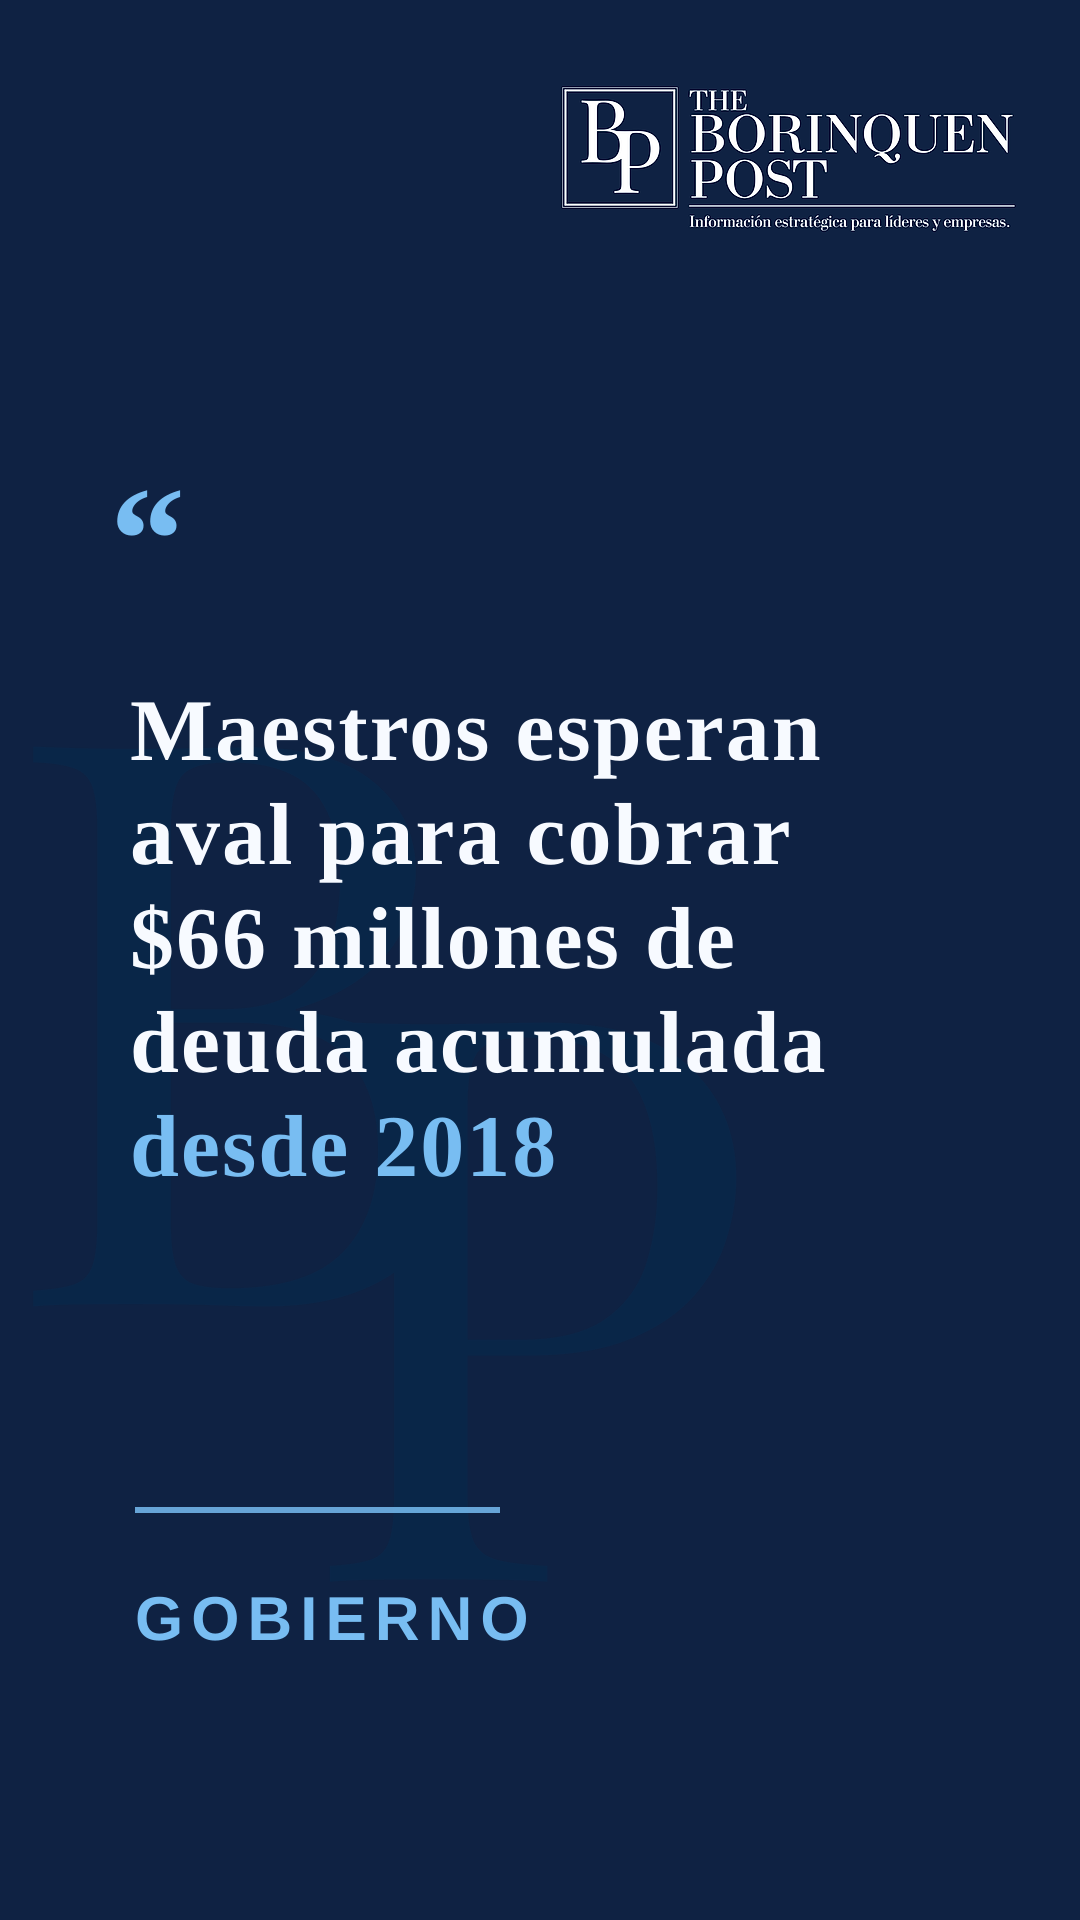 BP
THE
BORINQUEN
POST
Información estratégica para líderes y empresas.
“
Maestros esperan
aval para cobrar
$66 millones de
deuda acumulada
desde 2018
GOBIERNO